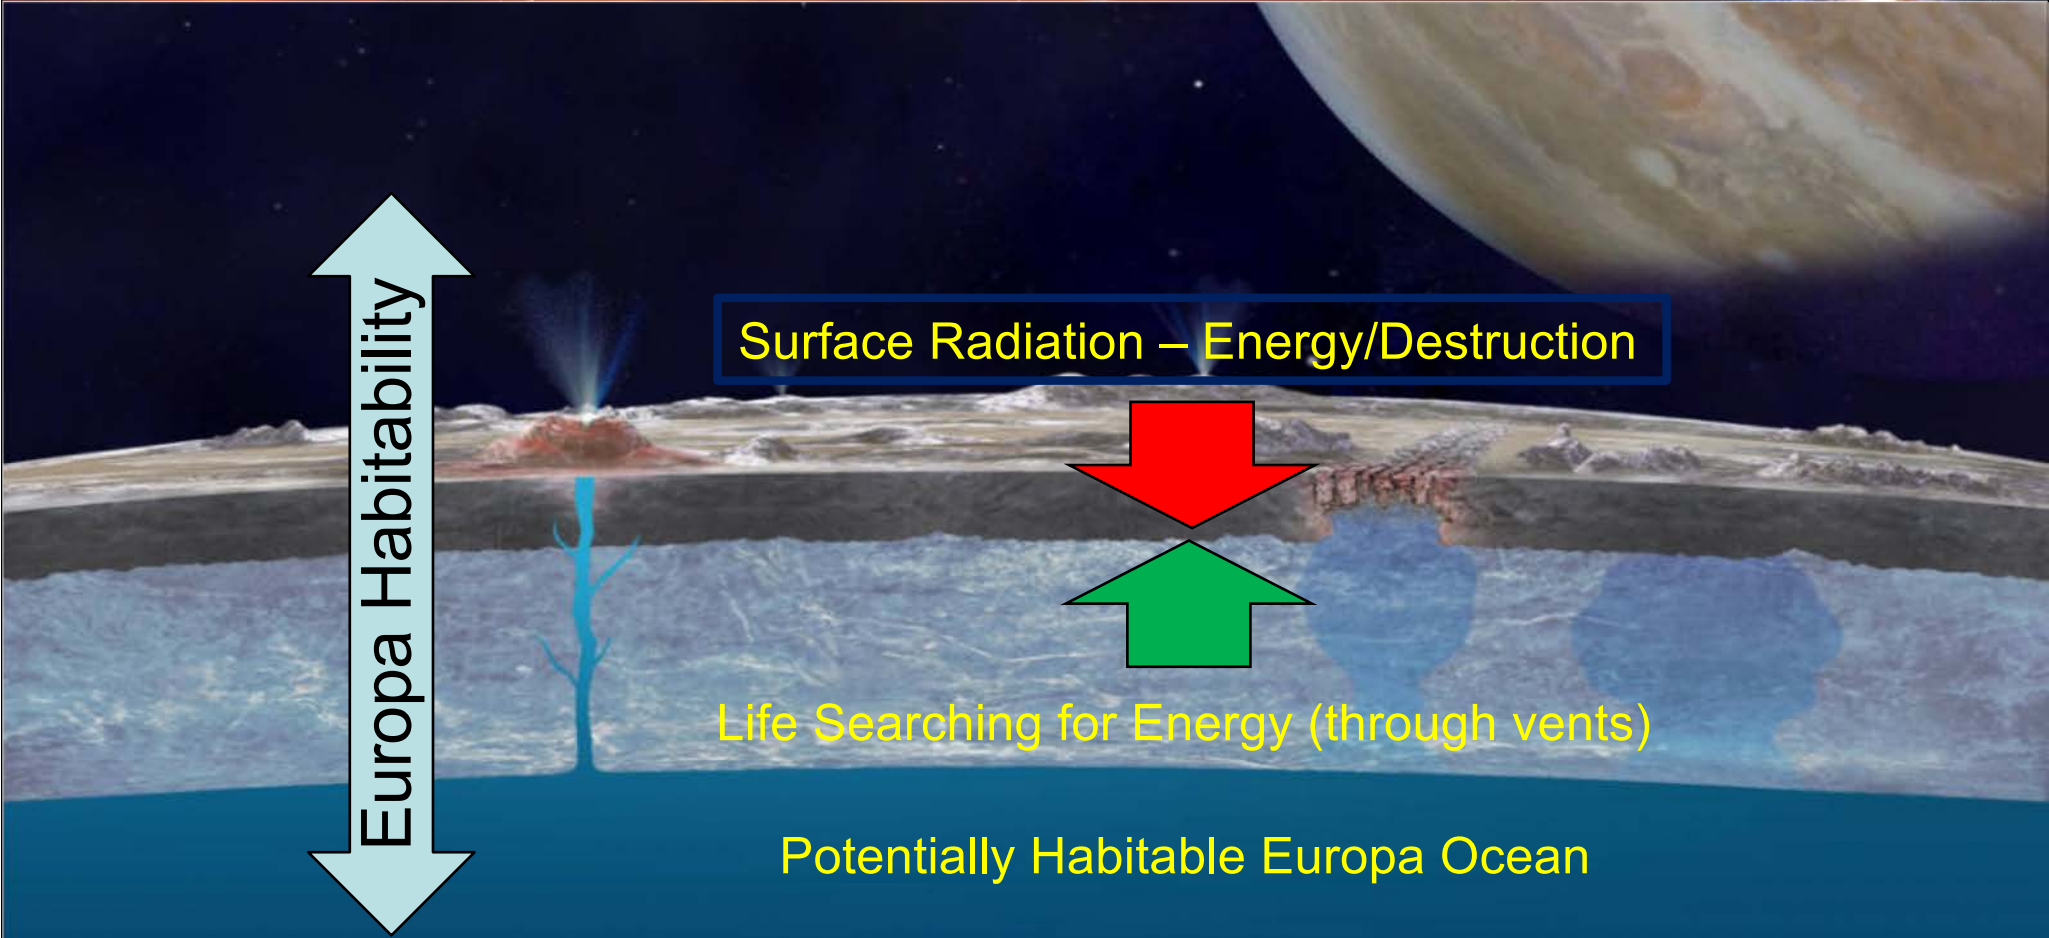 Europa Habitability
Surface Radiation – Energy/Destruction
Life Searching for Energy (through vents)
Potentially Habitable Europa Ocean